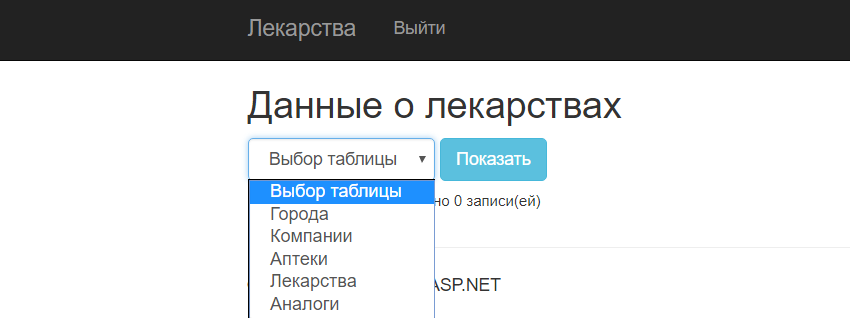 Лекарства Выйти
Данные о лекарствах
Выбор таблицы Показать
Выбор таблицы
но 0 записи(ей)
Города
Компании
Аптеки
Лекарства
ASP.NET
Аналоги